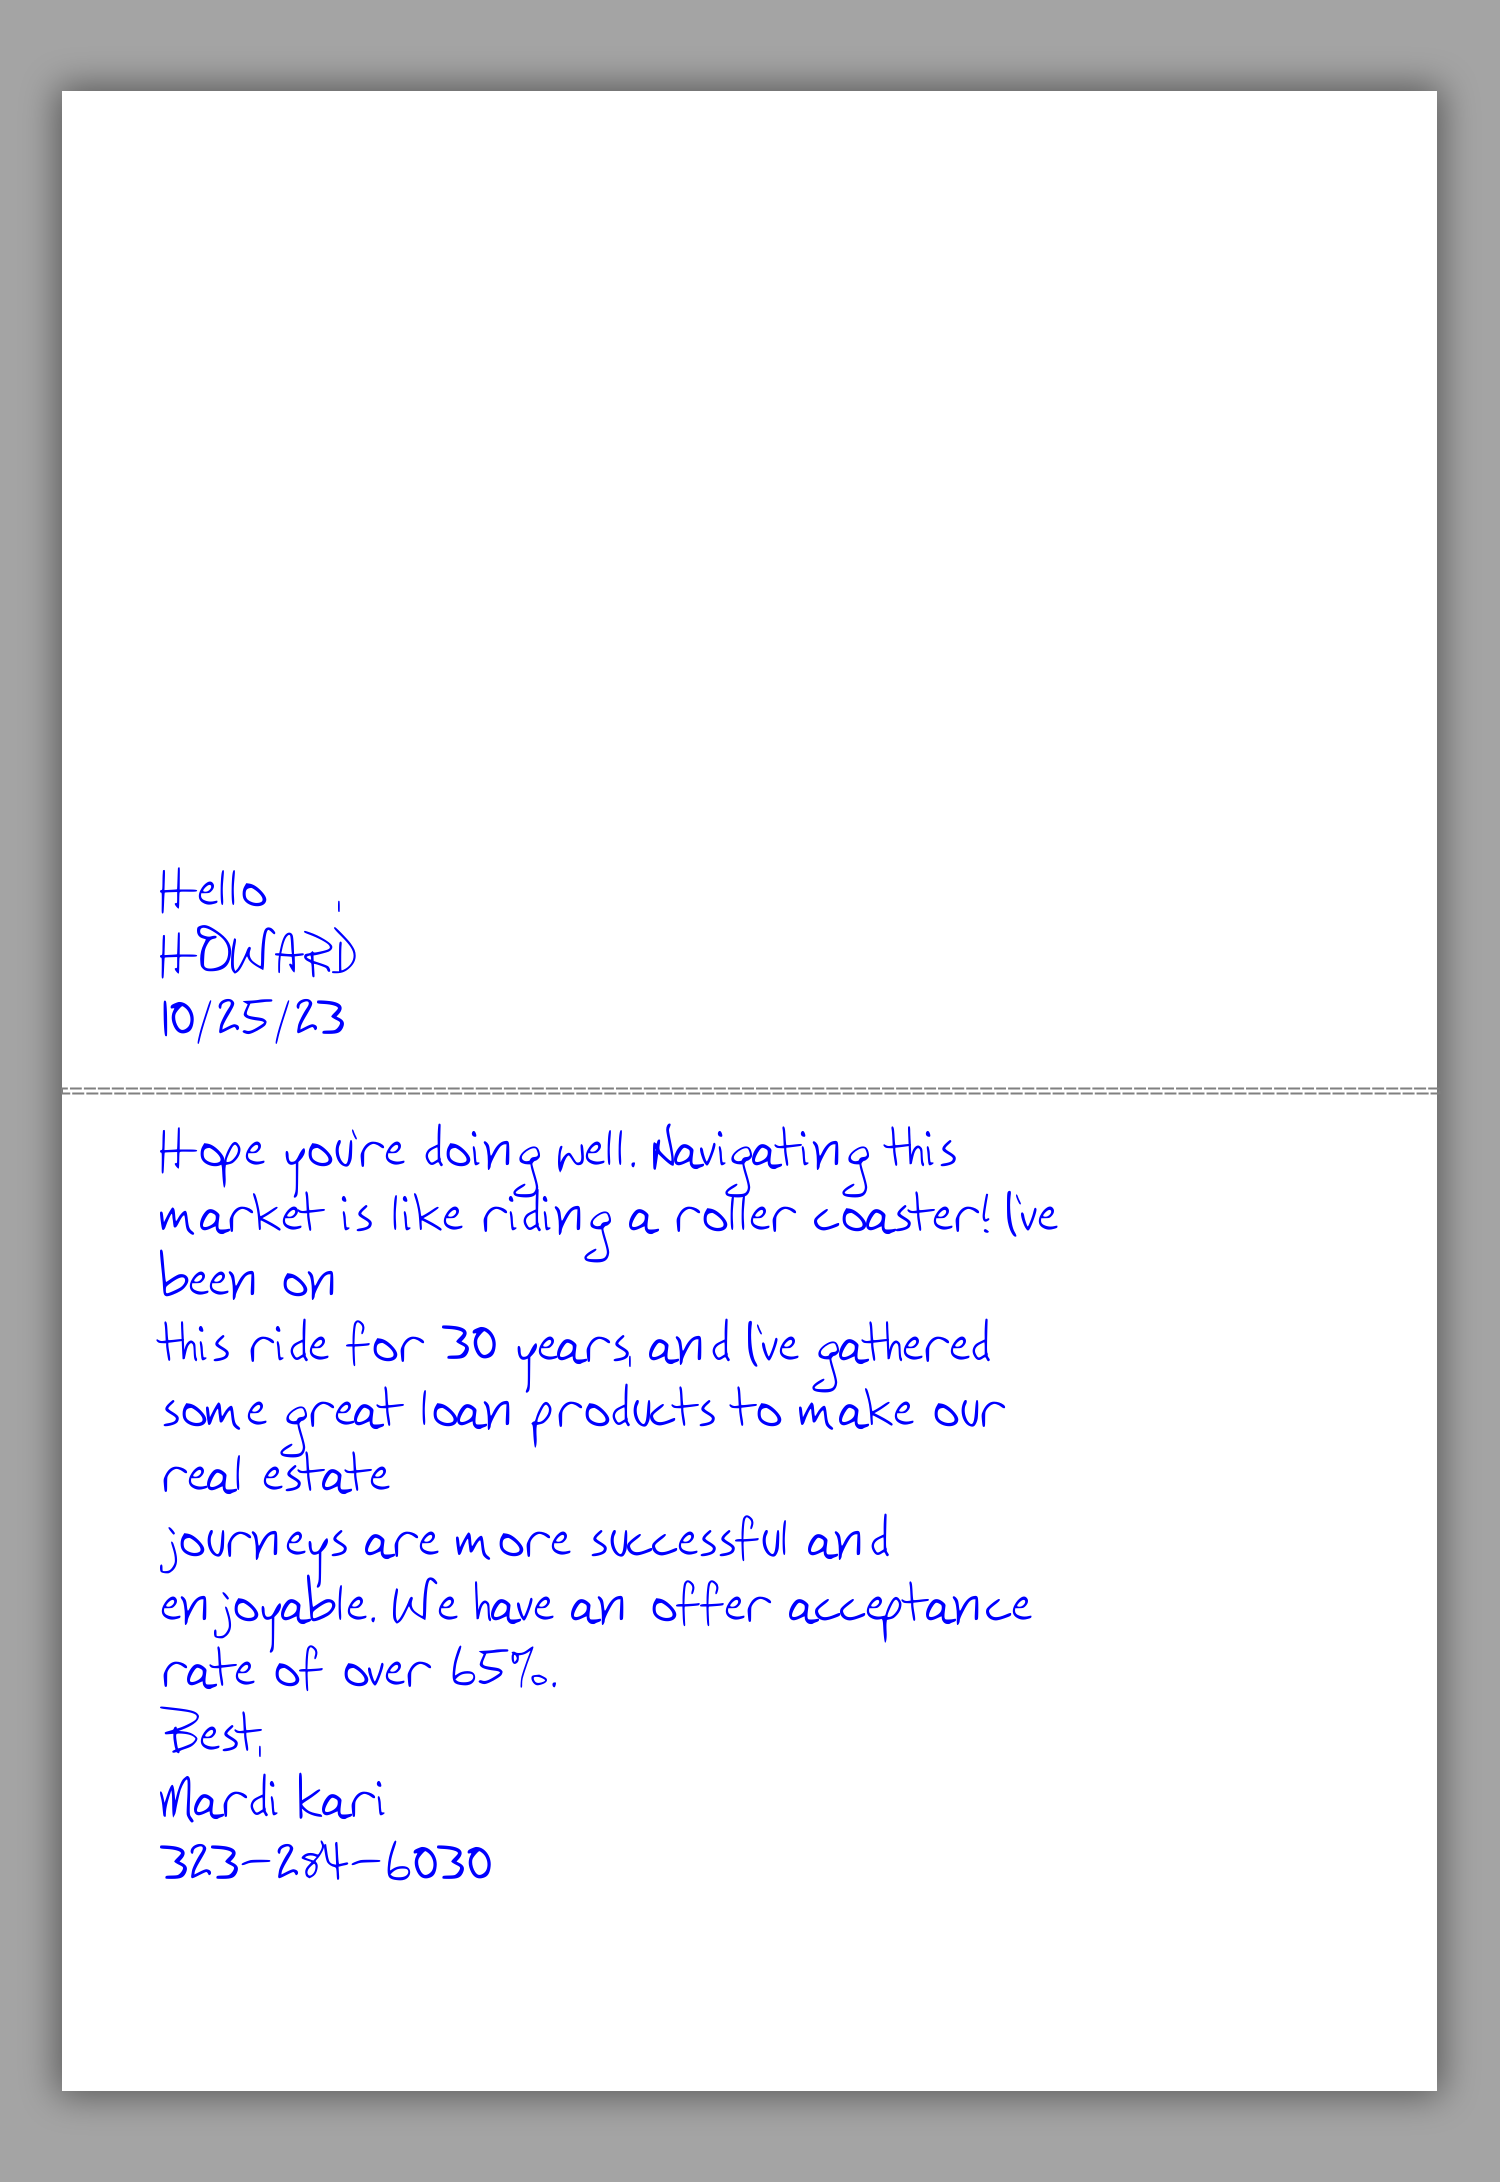 Hello    ,
HOWARD
10/25/23
Hope you're doing well. Navigating this
market is like riding a roller coaster! I've
been on
this ride for 30 years, and I've gathered
some great loan products to make our
real estate
journeys are more successful and
enjoyable. We have an offer acceptance
rate of over 65%.
Best,
Mardi kari
323-284-6030